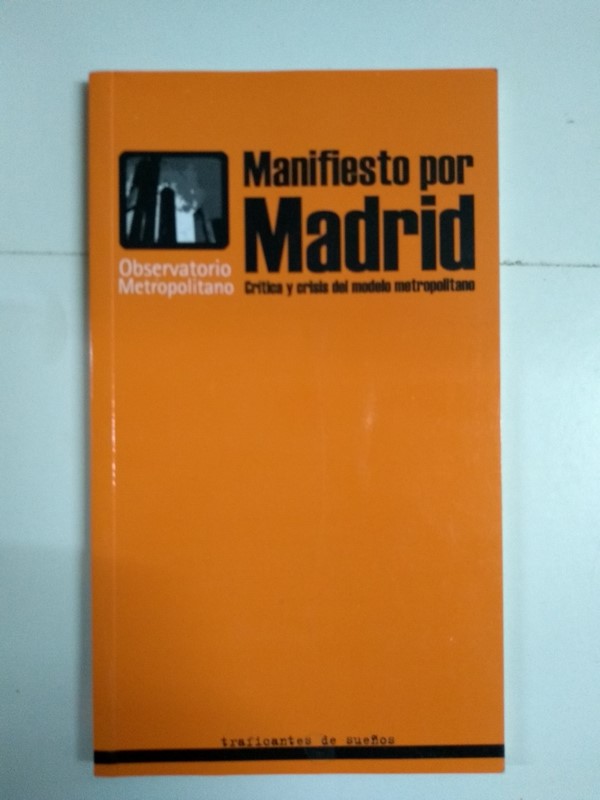 Manifiesto por
Madrid
Crítica y crisis del modelo metropolitano
Observatorio
Metropolitano
traficantes de sueños